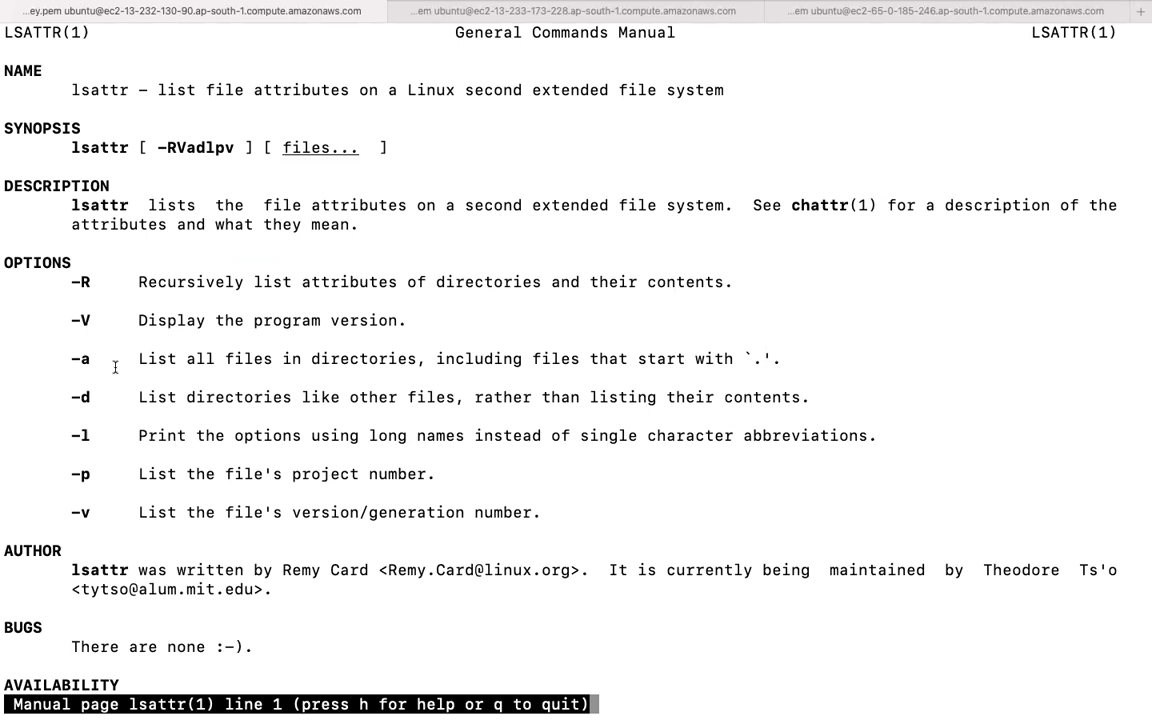 ...ey.pem ubuntu@ec2-13-232-130-90.ap-south-1.compute.amazonaws.com ...em ubuntu@ec2-13-233-173-228.ap-south-1.compute.amazonaws.com ...em ubuntu@ec2-65-0-185-246.ap-south-1.compute.amazonaws.com +
LSATTR(1) General Commands Manual LSATTR(1)
NAME
lsattr – list file attributes on a Linux second extended file system
SYNOPSIS
lsattr [ –RVadlpv ] [ files... ]
DESCRIPTION
lsattr lists the file attributes on a second extended file system. See chattr(1) for a description of the
attributes and what they mean.
OPTIONS
–R Recursively list attributes of directories and their contents.
–V Display the program version.
–a List all files in directories, including files that start with `.'.
–d List directories like other files, rather than listing their contents.
–l Print the options using long names instead of single character abbreviations.
–p List the file's project number.
–v List the file's version/generation number.
AUTHOR
lsattr was written by Remy Card <Remy.Card@linux.org>. It is currently being maintained by Theodore Ts'o
<tytso@alum.mit.edu>.
BUGS
There are none :–).
AVAILABILITY
Manual page lsattr(1) line 1 (press h for help or q to quit)